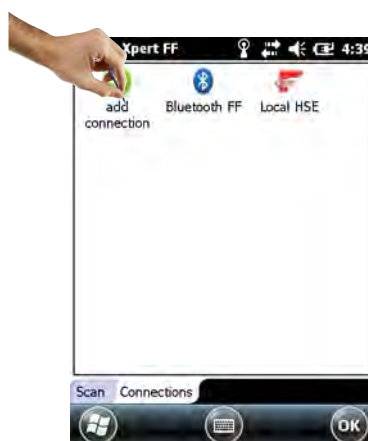 Xpert FF 4:39
add connection
Bluetooth FF
Local HSE
Scan Connections
OK